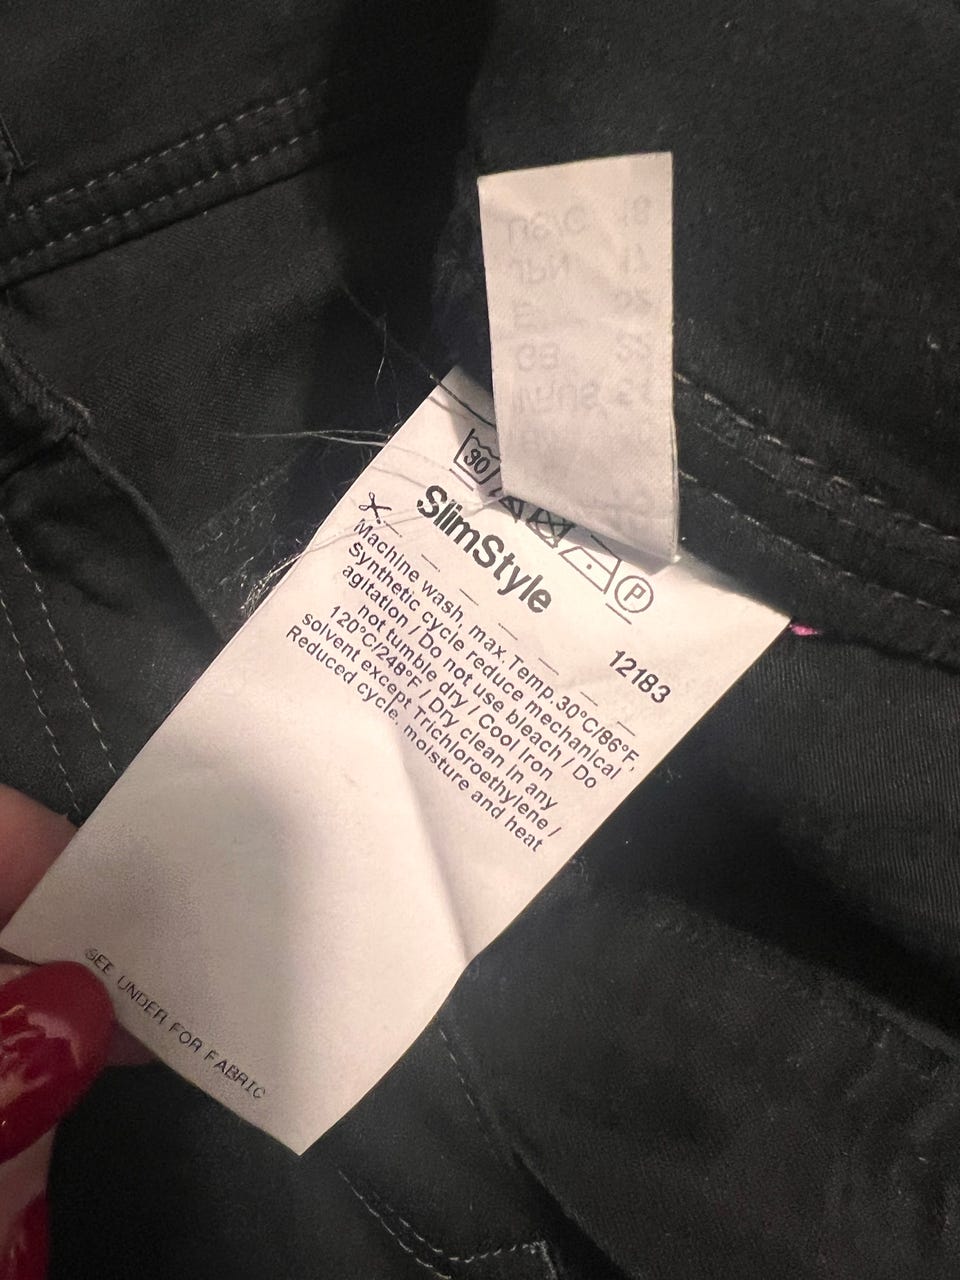 P
SlimStyle
12183
Machine wash, max Temp.30°C/86°F,
Synthetic cycle reduce mechanical
agitation / Do not use bleach / Do
not tumble dry / Cool Iron
120°C/248°F / Dry clean in any
solvent except Trichloroethylene /
Reduced cycle, moisture and heat
SEE UNDER FOR FABRIC